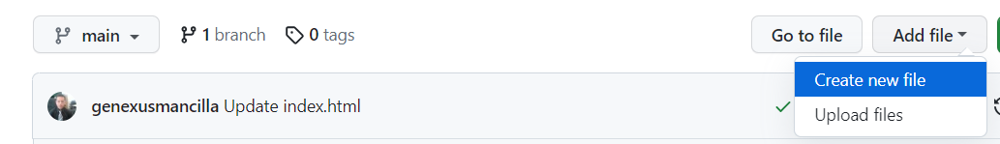 main 1 branch 0 tags Go to file Add file
Create new file
genexusmancilla Update index.html
Upload files